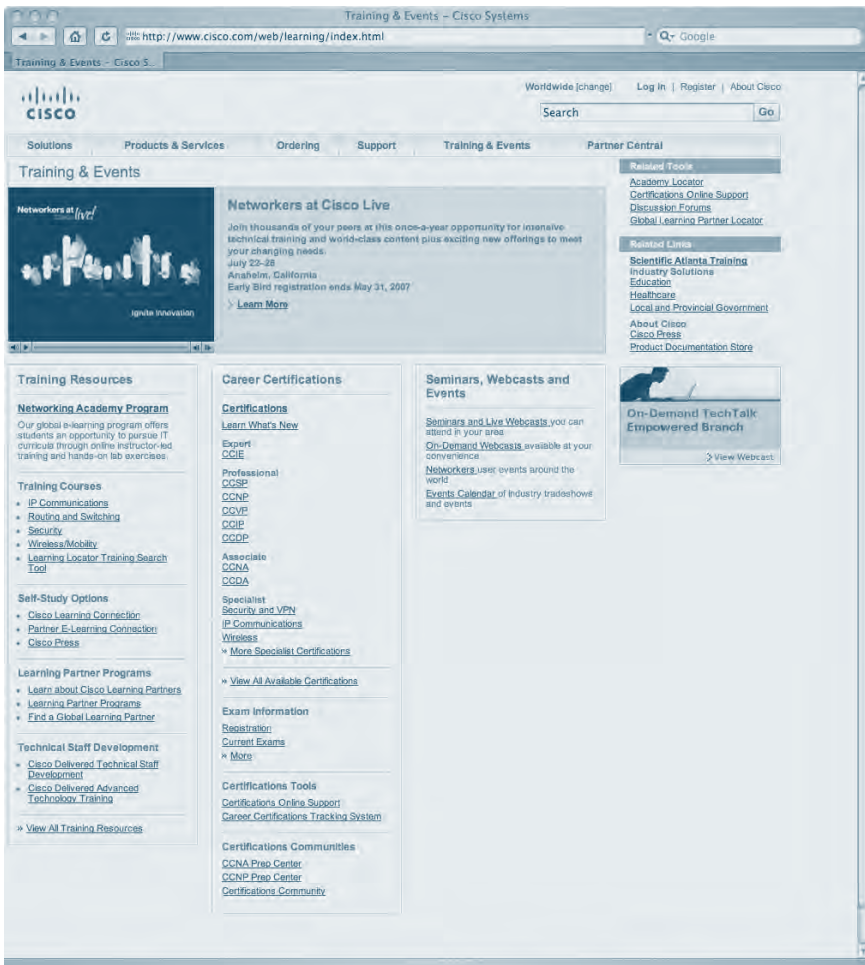 Training & Events – Cisco Systems
http://www.cisco.com/web/learning/index.html
Google
Training & Events – Cisco S...
Worldwide [change] Log In | Register | About Cisco
CISCO
Search Go
Solutions Products & Services Ordering Support Training & Events Partner Central
Training & Events
Networkers at live!
Ignite Innovation
Networkers at Cisco Live
Join thousands of your peers at this once-a-year opportunity for intensive
technical training and world-class content plus exciting new offerings to meet
your changing needs.
July 22-26
Anaheim, California
Early Bird registration ends May 31, 2007
Learn More
Related Tools
Academy Locator
Certifications Online Support
Discussion Forums
Global Learning Partner Locator
Related Links
Scientific Atlanta Training
Industry Solutions
Education
Healthcare
Local and Provincial Government
About Cisco
Cisco Press
Product Documentation Store
On-Demand TechTalk
Empowered Branch
View Webcast
Training Resources
Networking Academy Program
Our global e-learning program offers
students an opportunity to pursue IT
curricula through online instructor-led
training and hands-on lab exercises.
Training Courses
• IP Communications
• Routing and Switching
• Security
• Wireless/Mobility
• Learning Locator Training Search
Tool
Self-Study Options
• Cisco Learning Connection
• Partner E-Learning Connection
• Cisco Press
Learning Partner Programs
• Learn about Cisco Learning Partners
• Learning Partner Programs
• Find a Global Learning Partner
Technical Staff Development
• Cisco Delivered Technical Staff
Development
• Cisco Delivered Advanced
Technology Training
» View All Training Resources
Career Certifications
Certifications
Learn What's New
Expert
CCIE
Professional
CCSP
CCNP
CCVP
CCIP
CCDP
Associate
CCNA
CCDA
Specialist
Security and VPN
IP Communications
Wireless
» More Specialist Certifications
» View All Available Certifications
Exam Information
Registration
Current Exams
» More
Certifications Tools
Certifications Online Support
Career Certifications Tracking System
Certifications Communities
CCNA Prep Center
CCNP Prep Center
Certifications Community
Seminars, Webcasts and
Events
Seminars and Live Webcasts you can
attend in your area
On-Demand Webcasts available at your
convenience
Networkers user events around the
world
Events Calendar of industry tradeshows
and events